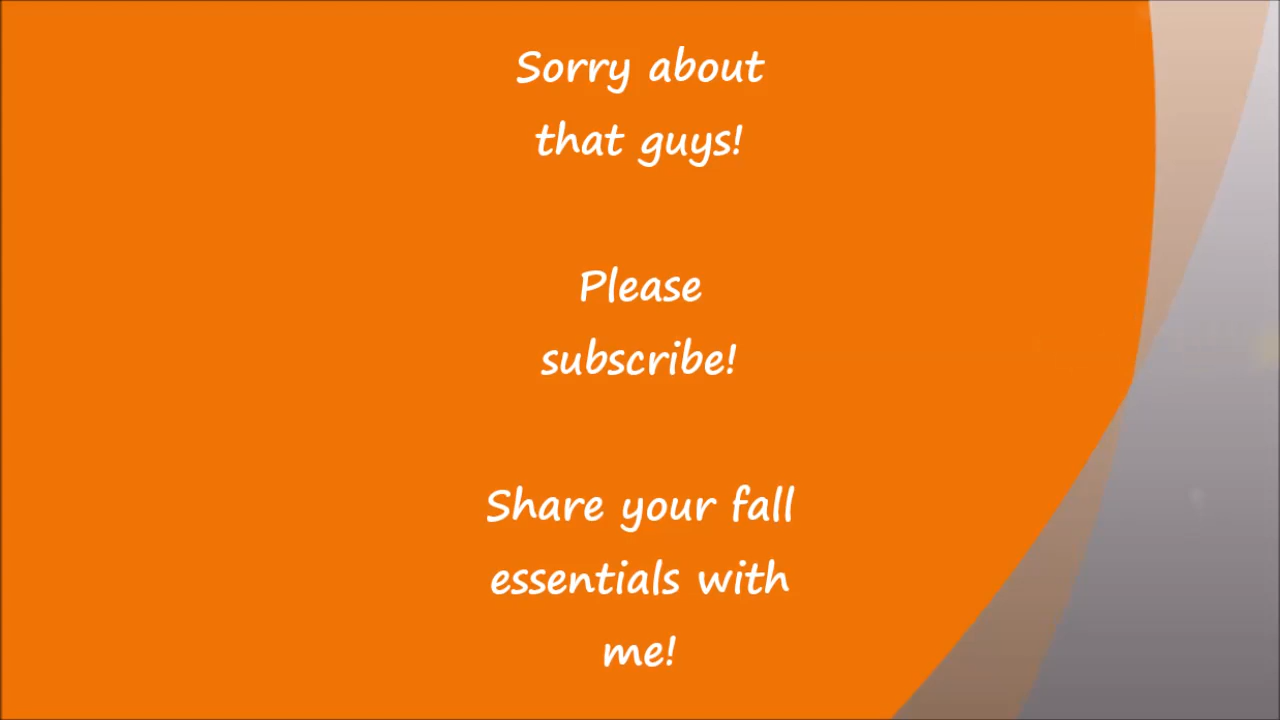 Sorry about
that guys!
Please
subscribe!
Share your fall
essentials with
me!